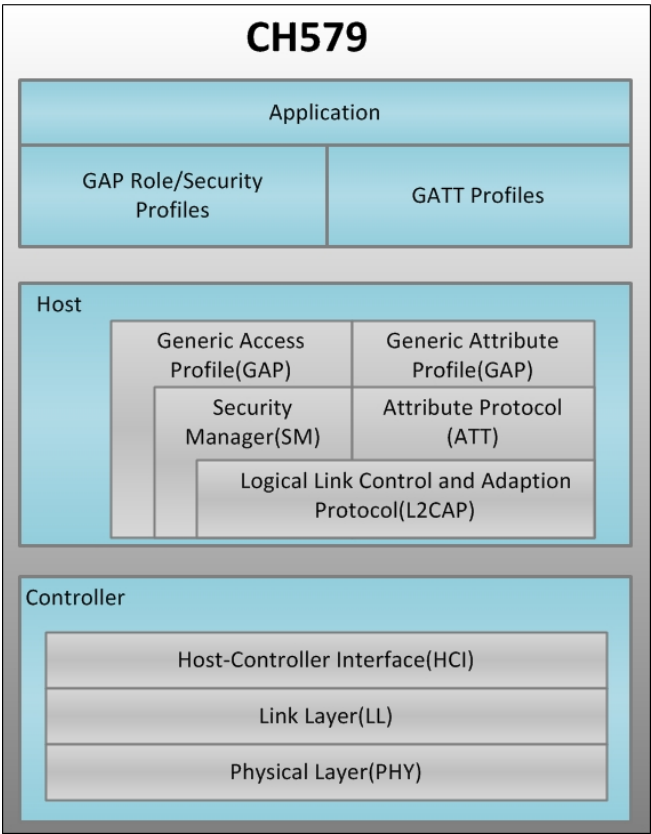 CH579
Application
GAP Role/Security
Profiles
GATT Profiles
Host
Generic Access
Profile(GAP)
Generic Attribute
Profile(GAP)
Security
Manager(SM)
Attribute Protocol
(ATT)
Logical Link Control and Adaption
Protocol(L2CAP)
Controller
Host-Controller Interface(HCI)
Link Layer(LL)
Physical Layer(PHY)